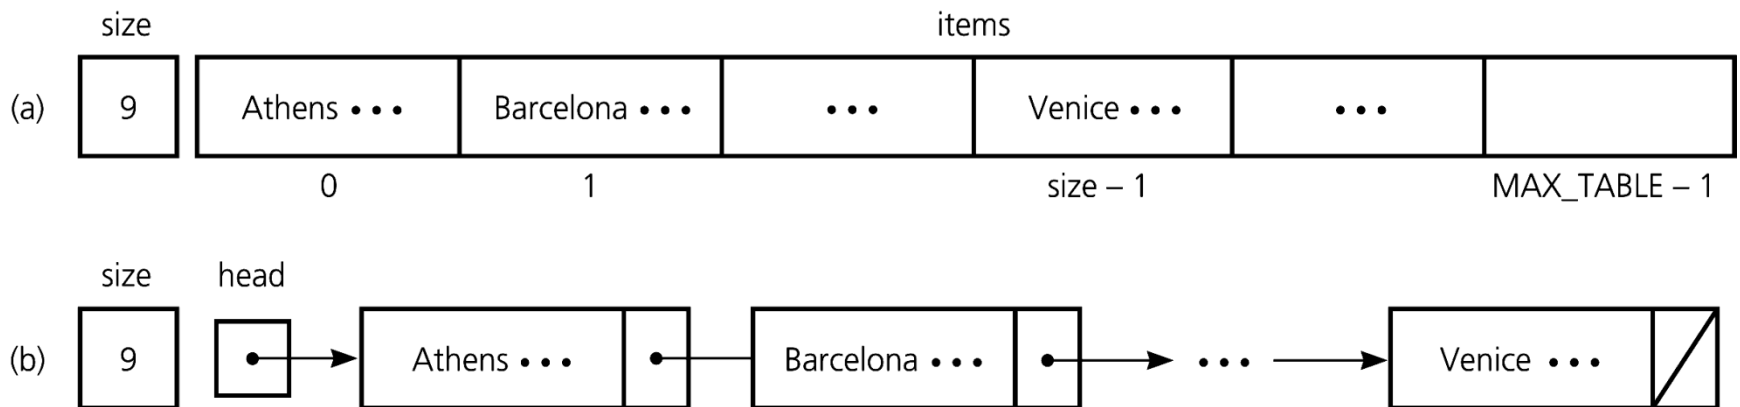 size items
(a) 9 Athens ••• Barcelona ••• ••• Venice ••• •••
0 1 size – 1 MAX_TABLE – 1
size head
(b) 9 Athens ••• Barcelona ••• ••• Venice •••